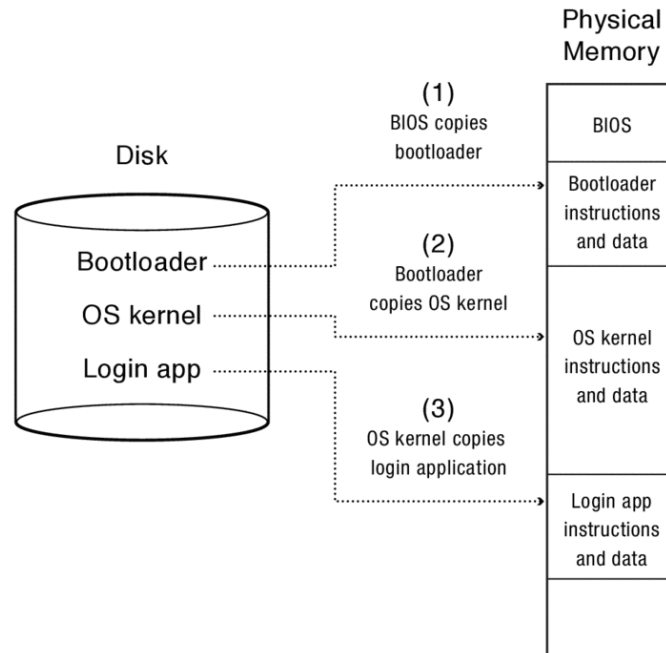 Physical
Memory
(1)
BIOS copies
bootloader
BIOS
Disk
Bootloader
instructions
and data
Bootloader
(2)
Bootloader
copies OS kernel
OS kernel
OS kernel
instructions
and data
Login app
(3)
OS kernel copies
login application
Login app
instructions
and data